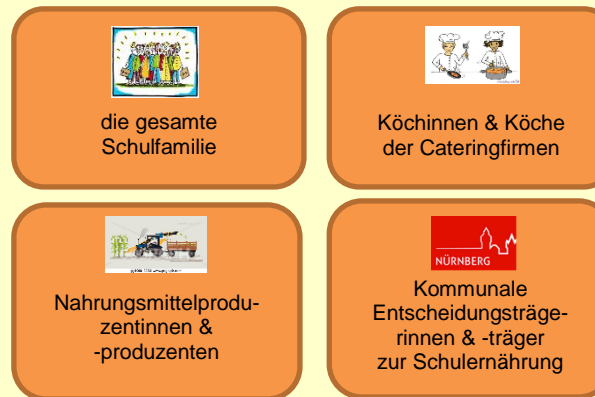 die gesamte
Schulfamilie
Köchinnen & Köche
der Cateringfirmen
Nahrungsmittelprodu-
zentinnen &
-produzenten
NÜRNBERG
Kommunale
Entscheidungsträge-
rinnen & -träger
zur Schulernährung